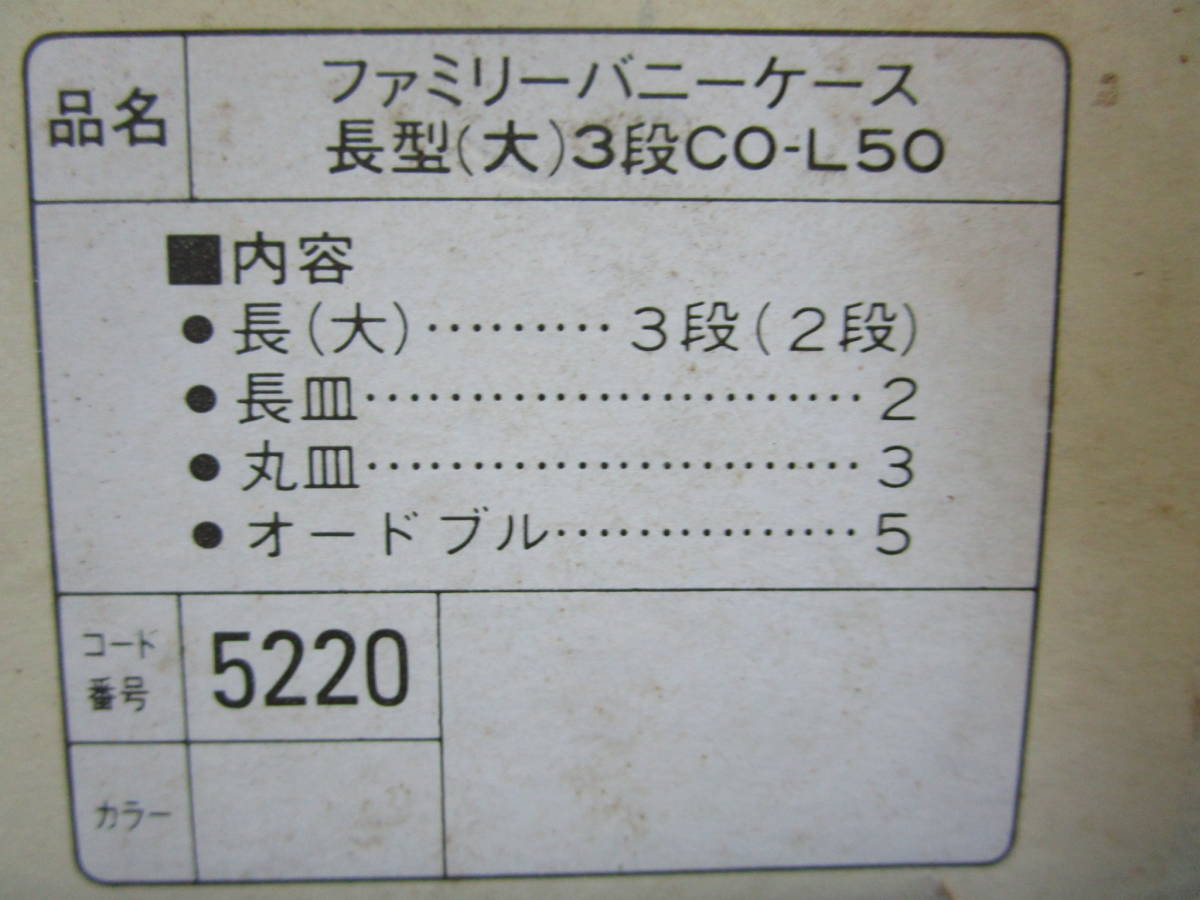 品名
ファミリーバニーケース
長型(大)3段CO-L50
■内容
●長(大)………3段(2段)
●長皿……………………2
●丸皿……………………3
●オードブル……………5
コード
番号
5220
カラー